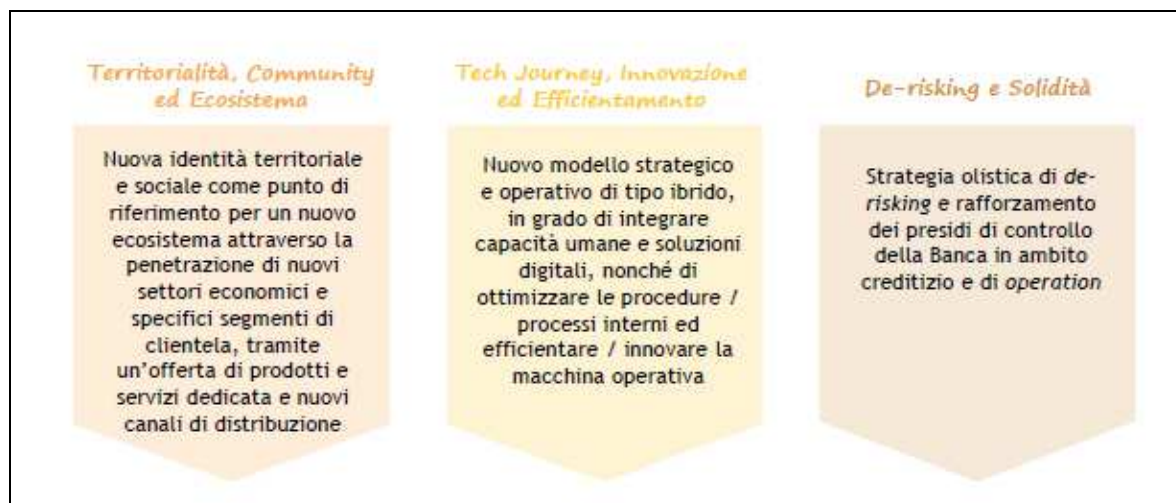 Territorialità, Community
ed Ecosistema
Nuova identità territoriale
e sociale come punto di
riferimento per un nuovo
ecosistema attraverso la
penetrazione di nuovi
settori economici e
specifici segmenti di
clientela, tramite
un'offerta di prodotti e
servizi dedicata e nuovi
canali di distribuzione
Tech Journey, Innovazione
ed Efficientamento
Nuovo modello strategico
e operativo di tipo ibrido,
in grado di integrare
capacità umane e soluzioni
digitali, nonché di
ottimizzare le procedure /
processi interni ed
efficientare / innovare la
macchina operativa
De-risking e Solidità
Strategia olistica di de-
risking e rafforzamento
dei presidi di controllo
della Banca in ambito
creditizio e di operation